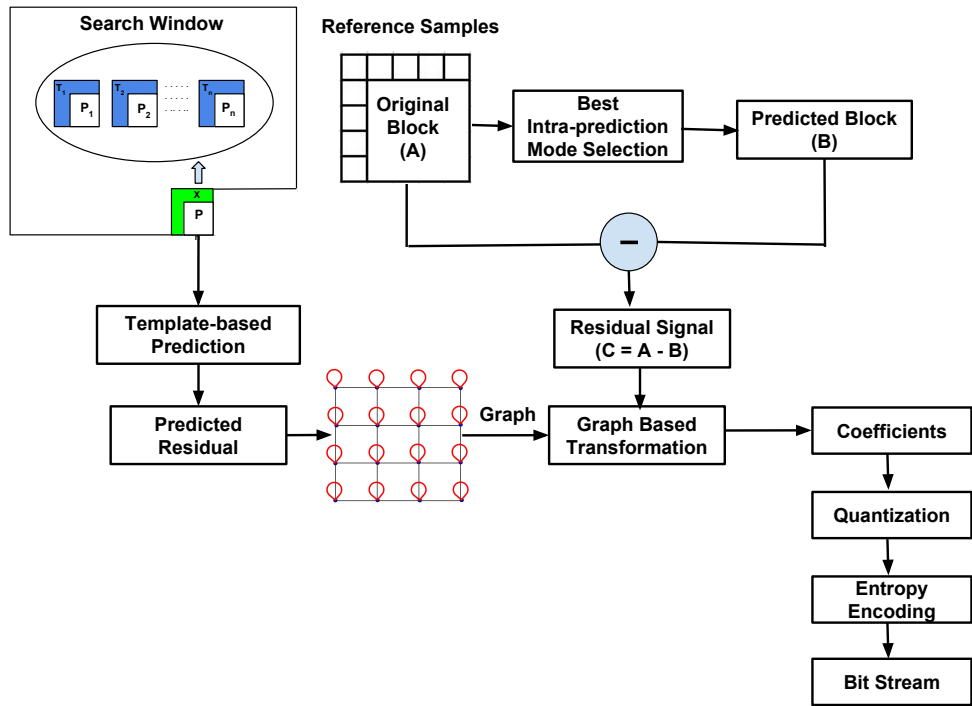 Search Window
T1 T2 ..... Tn
P1 P2 ..... Pn
.....
X
P
n
Reference Samples
Original
Block
(A)
Best
Intra-prediction
Mode Selection
Predicted Block
(B)
−
Residual Signal
(C = A - B)
Template-based
Prediction
Predicted
Residual
Graph
Graph Based
Transformation
Coefficients
Quantization
Entropy
Encoding
Bit Stream